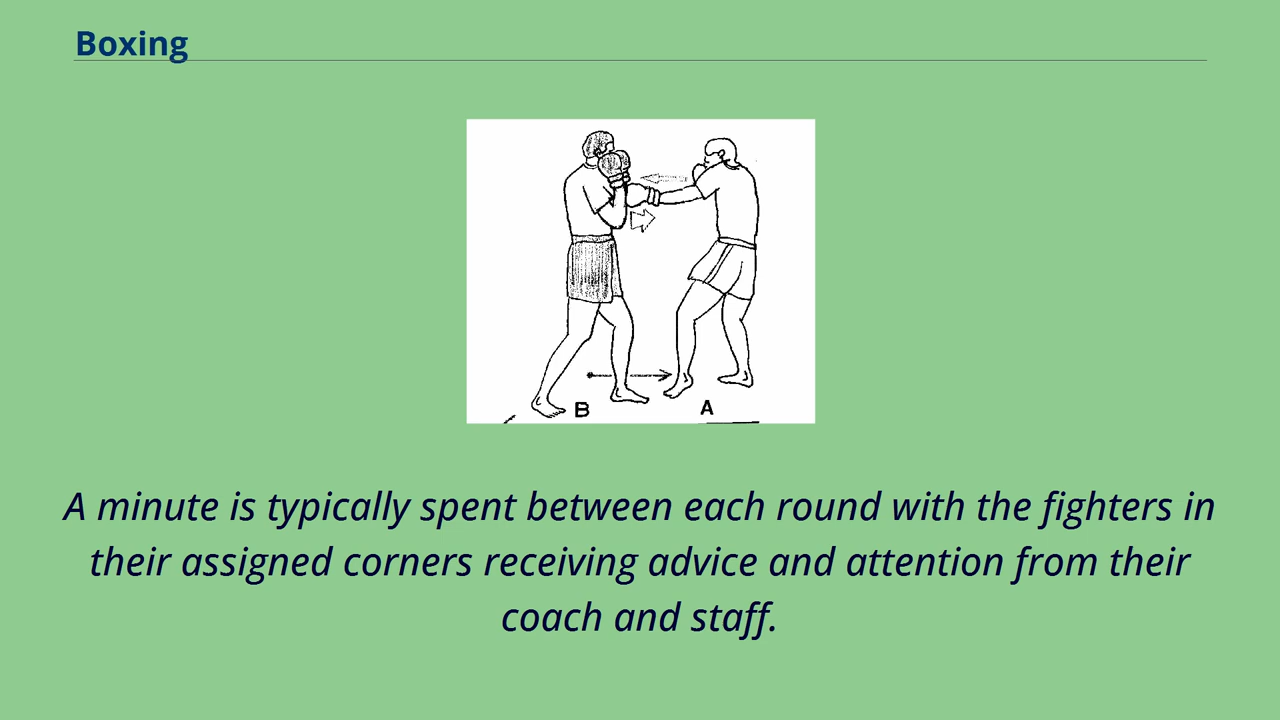 Boxing
B A
A minute is typically spent between each round with the fighters in
their assigned corners receiving advice and attention from their
coach and staff.